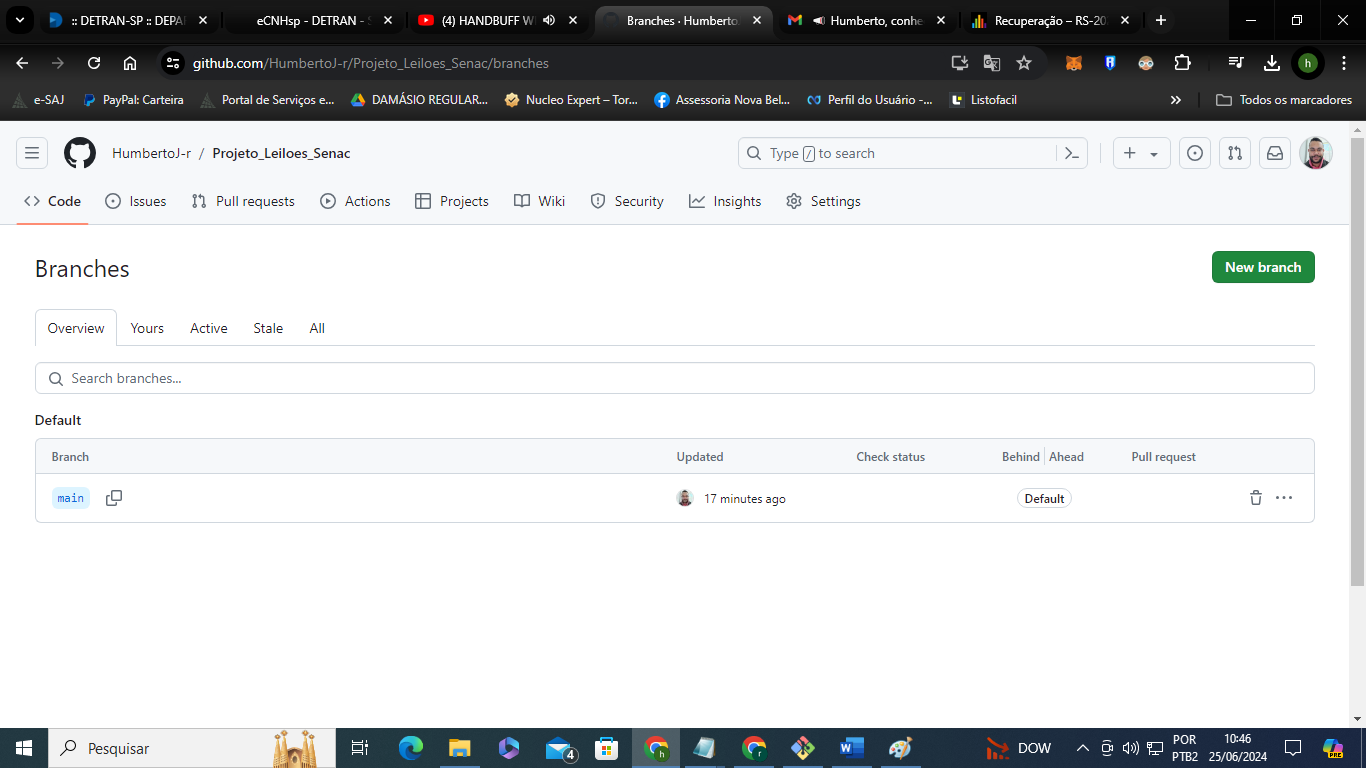 :: DETRAN-SP :: DEPA
eCNHsp - DETRAN - S
(4) HANDBUFF W
Branches · Humberto
Humberto, conhe
Recuperação – RS-20
github.com/HumbertoJ-r/Projeto_Leiloes_Senac/branches
h
e-SAJ
PayPal: Carteira
Portal de Serviços e...
DAMÁSIO REGULAR...
Nucleo Expert – Tor...
Assessoria Nova Bel...
Perfil do Usuário -...
Listofacil
Todos os marcadores
HumbertoJ-r / Projeto_Leiloes_Senac
Type / to search
Code
Issues
Pull requests
Actions
Projects
Wiki
Security
Insights
Settings
Branches
New branch
Overview
Yours
Active
Stale
All
Search branches...
Default
Branch
Updated
Check status
Behind
Ahead
Pull request
main
17 minutes ago
Default
Pesquisar
4
DOW
POR
PTB2
10:46
25/06/2024
PRE